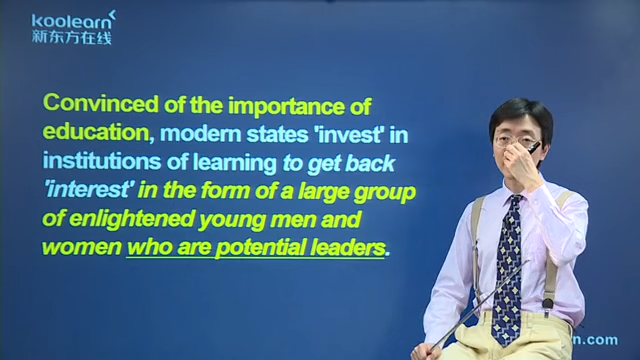 koolearn
新东方在线
Convinced of the importance of
education, modern states 'invest' in
institutions of learning to get back
'interest' in the form of a large group
of enlightened young men and
women who are potential leaders.
n.com